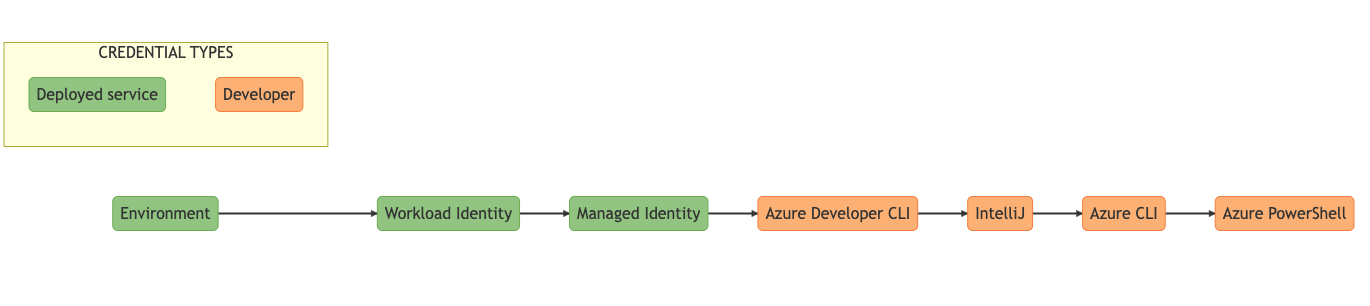 CREDENTIAL TYPES
Deployed service
Developer
Environment
Workload Identity
Managed Identity
Azure Developer CLI
IntelliJ
Azure CLI
Azure PowerShell